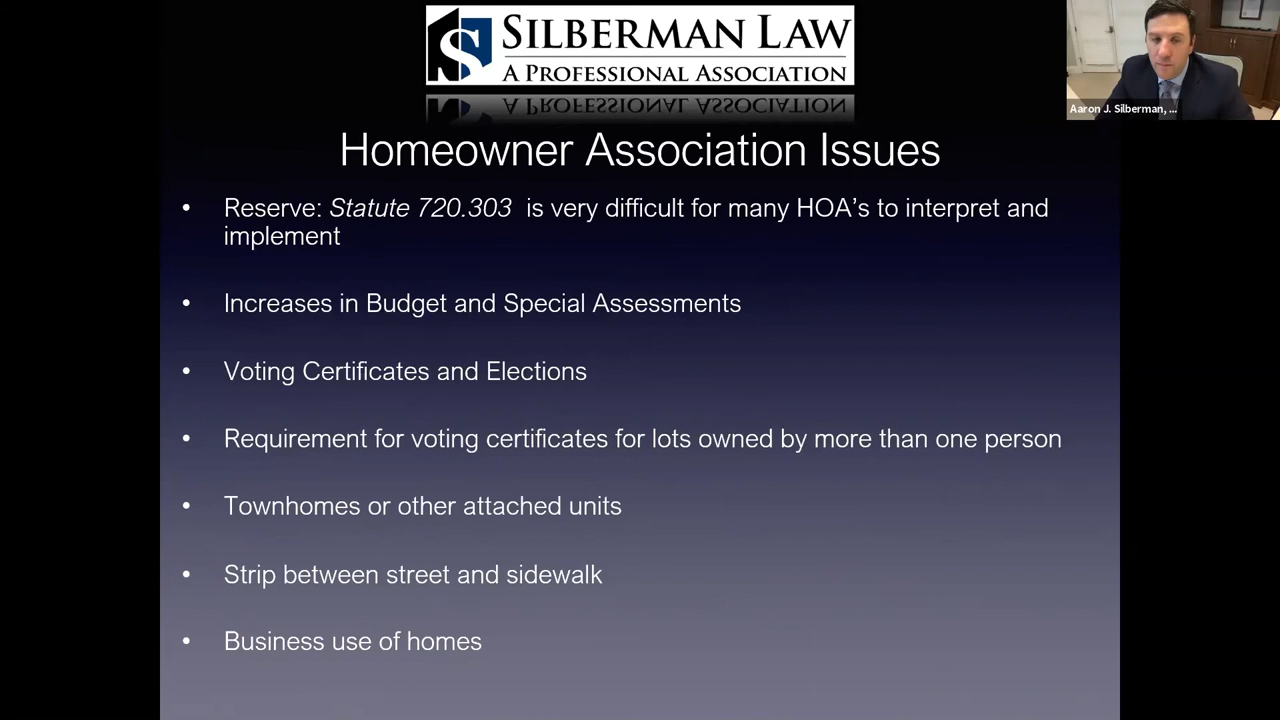 SILBERMAN LAW
A PROFESSIONAL ASSOCIATION
A PROFESSIONAL ASSOCIATION
Aaron J. Silberman, ...
Homeowner Association Issues
• Reserve: Statute 720.303 is very difficult for many HOA’s to interpret and
implement
• Increases in Budget and Special Assessments
• Voting Certificates and Elections
• Requirement for voting certificates for lots owned by more than one person
• Townhomes or other attached units
• Strip between street and sidewalk
• Business use of homes